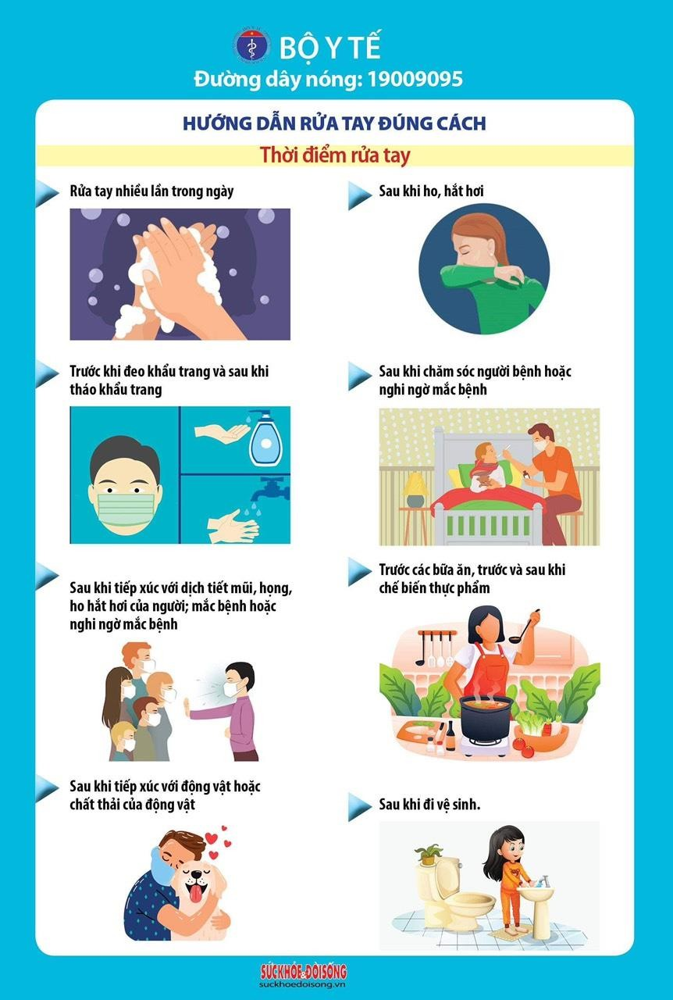 BỘ Y TẾ
Đường dây nóng: 19009095
HƯỚNG DẪN RỬA TAY ĐÚNG CÁCH
Thời điểm rửa tay
Rửa tay nhiều lần trong ngày
Sau khi ho, hắt hơi
Trước khi đeo khẩu trang và sau khi
tháo khẩu trang
Sau khi chăm sóc người bệnh hoặc
nghi ngờ mắc bệnh
Sau khi tiếp xúc với dịch tiết mũi, họng,
ho hắt hơi của người; mắc bệnh hoặc
nghi ngờ mắc bệnh
Trước các bữa ăn, trước và sau khi
chế biến thực phẩm
Sau khi tiếp xúc với động vật hoặc
chất thải của động vật
Sau khi đi vệ sinh.
SỨC KHỎE & ĐỜI SỐNG
suckhoedoisong.vn